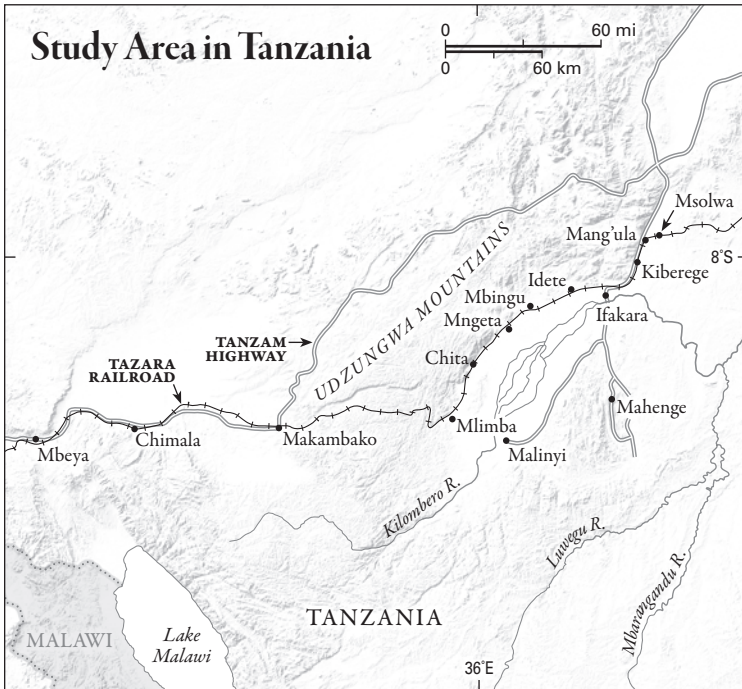 Study Area in Tanzania
0 60 mi
0 60 km
Msolwa
Mang'ula
8°S
Kiberege
Idete
Mbingu
Ifakara
Mngeta
UDZUNGWA MOUNTAINS
TANZAM
HIGHWAY
Chita
TAZARA
RAILROAD
Mahenge
Mlimba
Makambako
Chimala
Mbeya
Malinyi
Kilombero R.
Luwegu R.
Mbarangandu R.
TANZANIA
MALAWI
Lake
Malawi
36°E